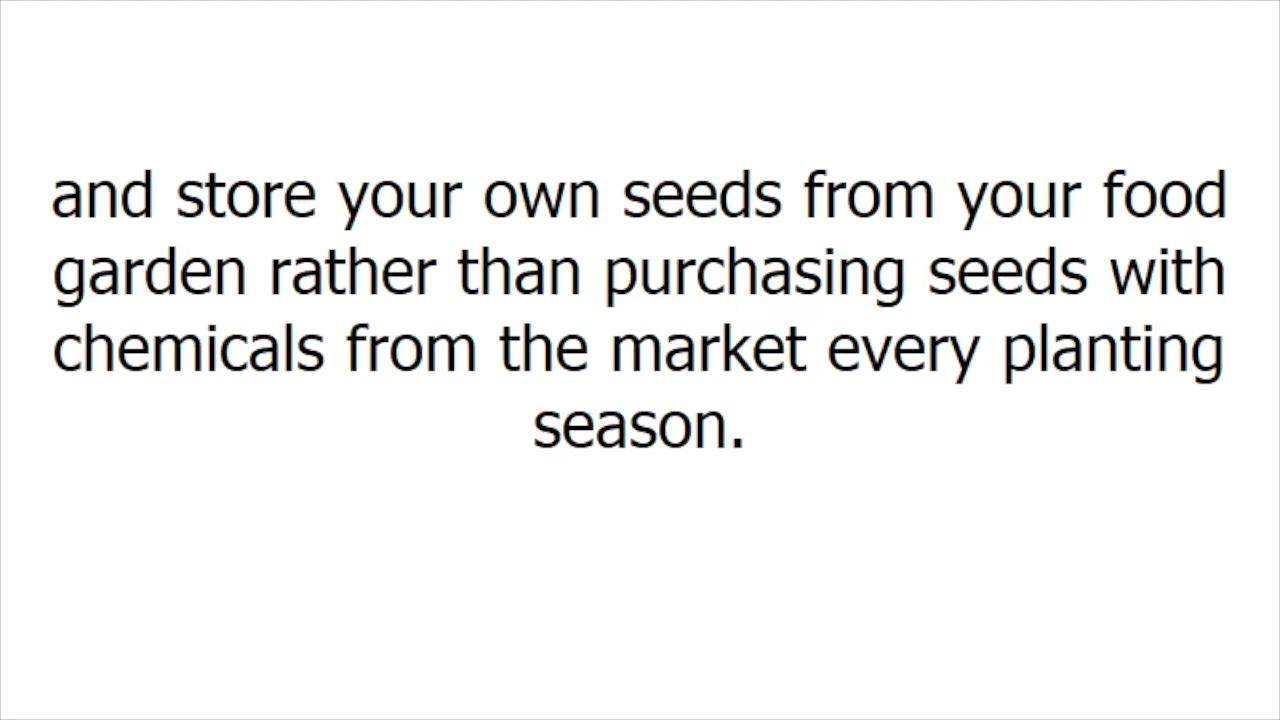 and store your own seeds from your food
garden rather than purchasing seeds with
chemicals from the market every planting
season.